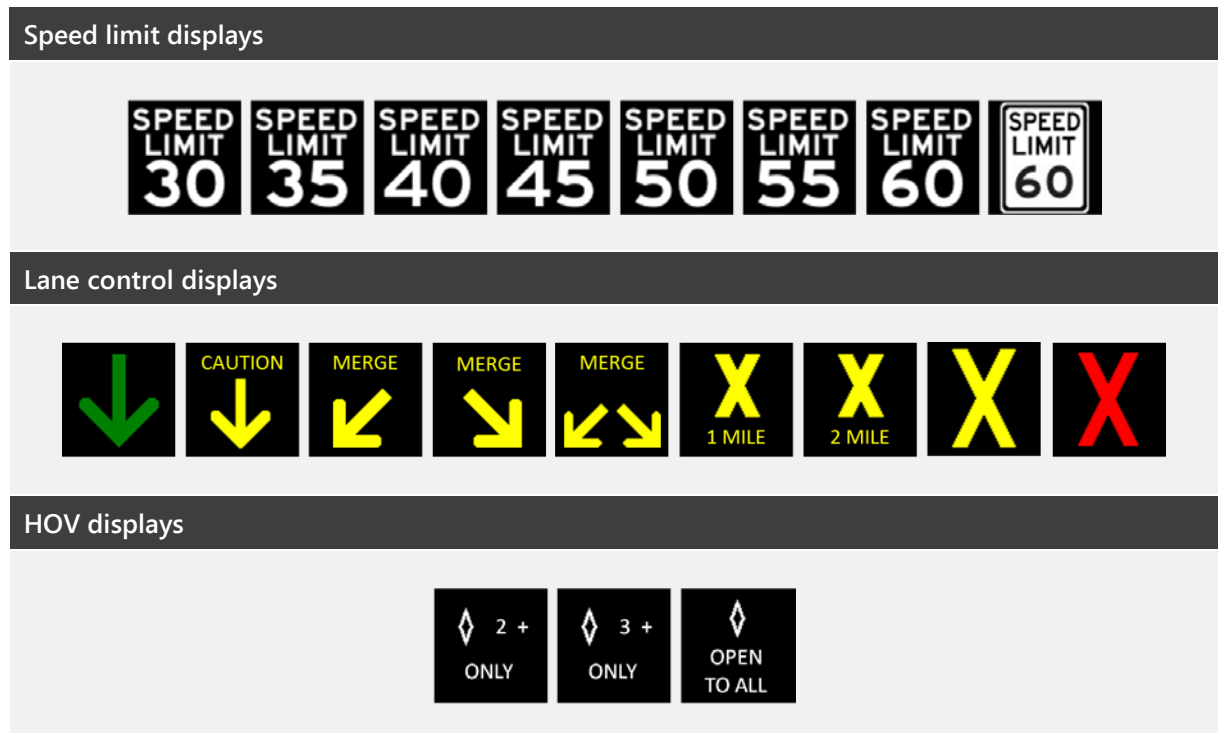 Speed limit displays
SPEED LIMIT 30
SPEED LIMIT 35
SPEED LIMIT 40
SPEED LIMIT 45
SPEED LIMIT 50
SPEED LIMIT 55
SPEED LIMIT 60
SPEED LIMIT 60
Lane control displays
CAUTION
MERGE
MERGE
MERGE
X
1 MILE
X
2 MILE
X
X
HOV displays
2 +
ONLY
3 +
ONLY
OPEN
TO ALL